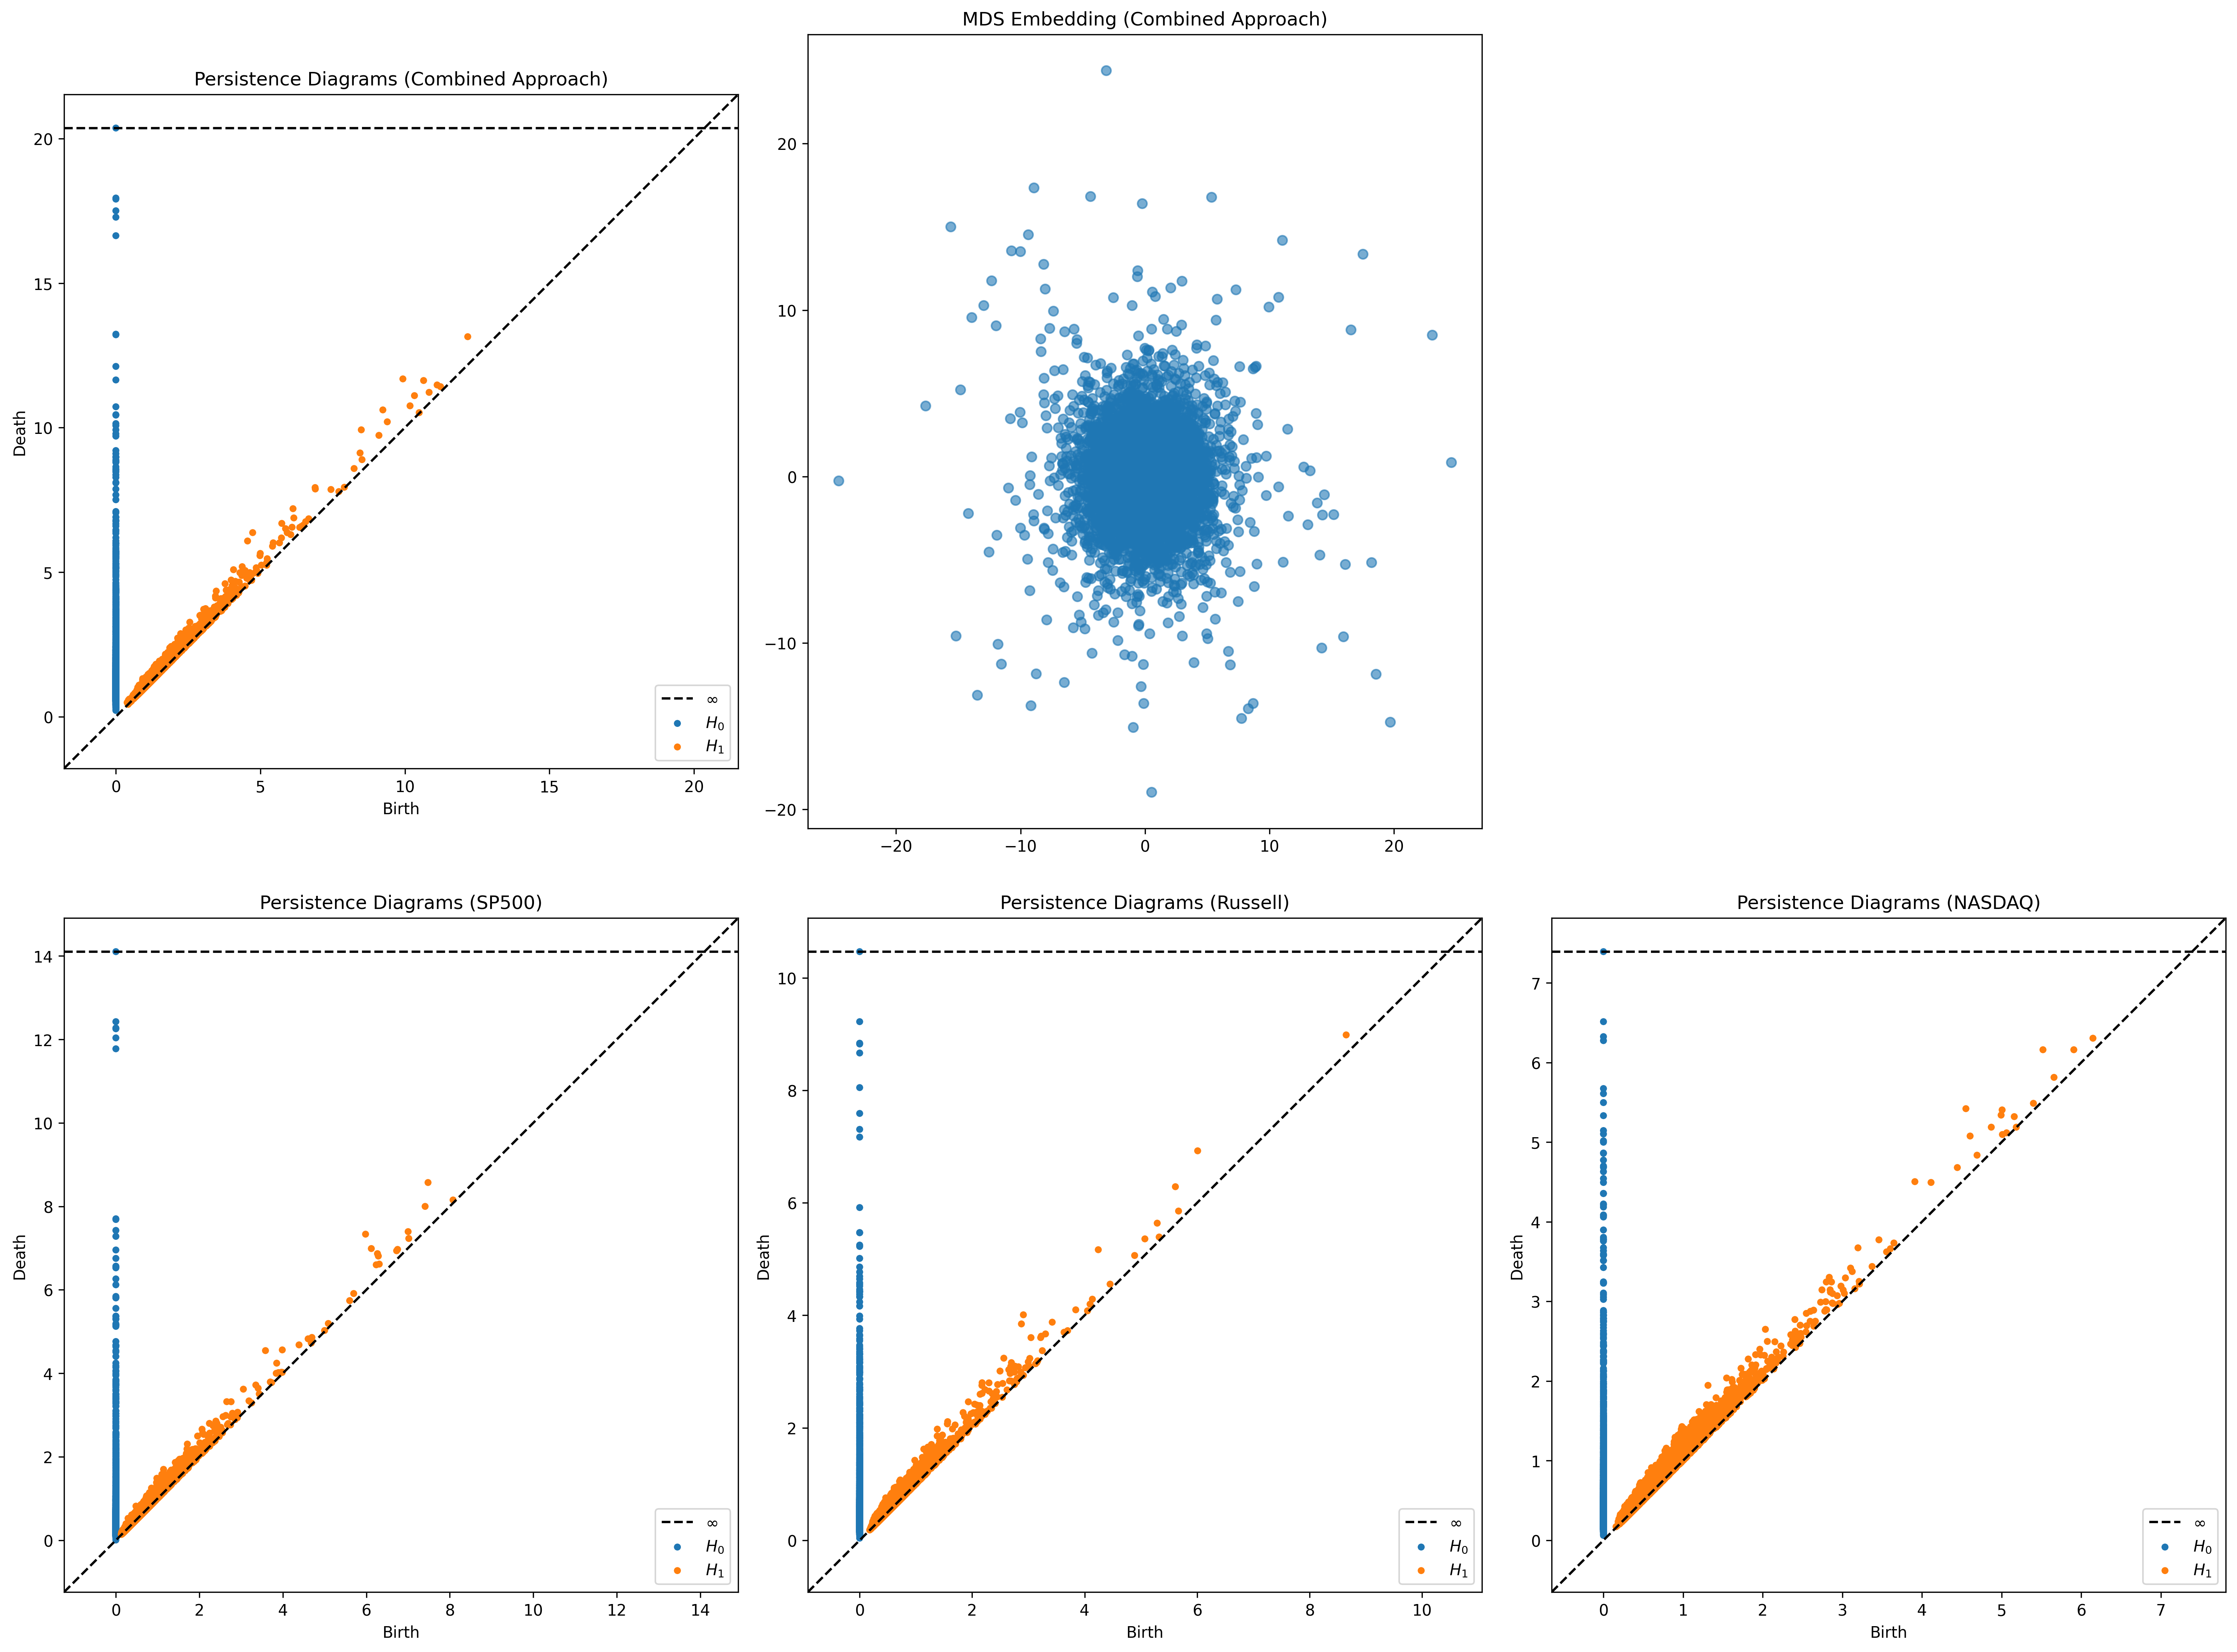 MDS Embedding (Combined Approach)
Persistence Diagrams (Combined Approach)
20
15
10
5
0
Death
0 5 10 15 20
Birth
∞
H₀
H₁
20
10
0
−10
−20
−20 −10 0 10 20
Persistence Diagrams (SP500)
14
12
10
8
6
4
2
0
Death
0 2 4 6 8 10 12 14
Birth
∞
H₀
H₁
Persistence Diagrams (Russell)
10
8
6
4
2
0
Death
0 2 4 6 8 10
Birth
∞
H₀
H₁
Persistence Diagrams (NASDAQ)
7
6
5
4
3
2
1
0
Death
0 1 2 3 4 5 6 7
Birth
∞
H₀
H₁